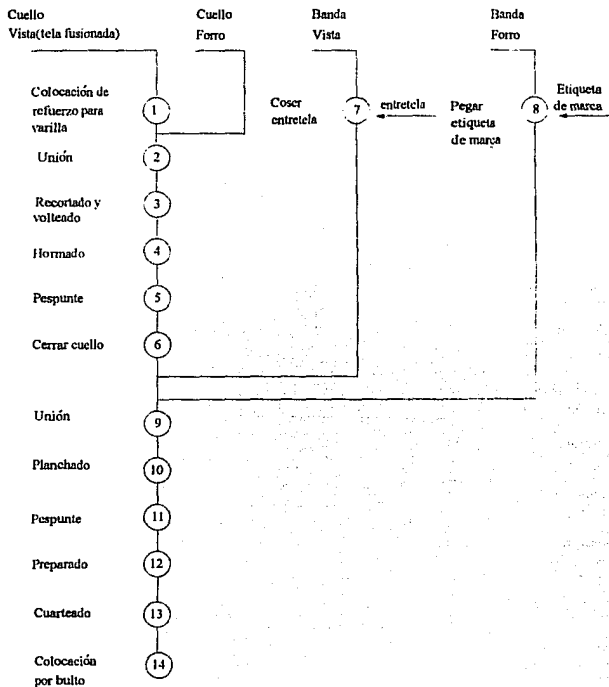 Cuello
Vista(tela fusionada)
Cuello
Forro
Banda
Vista
Banda
Forro
Colocación de
refuerzo para
varilla
1
Coser
entretela
7
entretela
Pegar
etiqueta
de marca
8
Etiqueta
de marca
Unión
2
Recortado y
volteado
3
Hormado
4
Pespunte
5
Cerrar cuello
6
Unión
9
Planchado
10
Pespunte
11
Preparado
12
Cuarteado
13
Colocación
por bulto
14